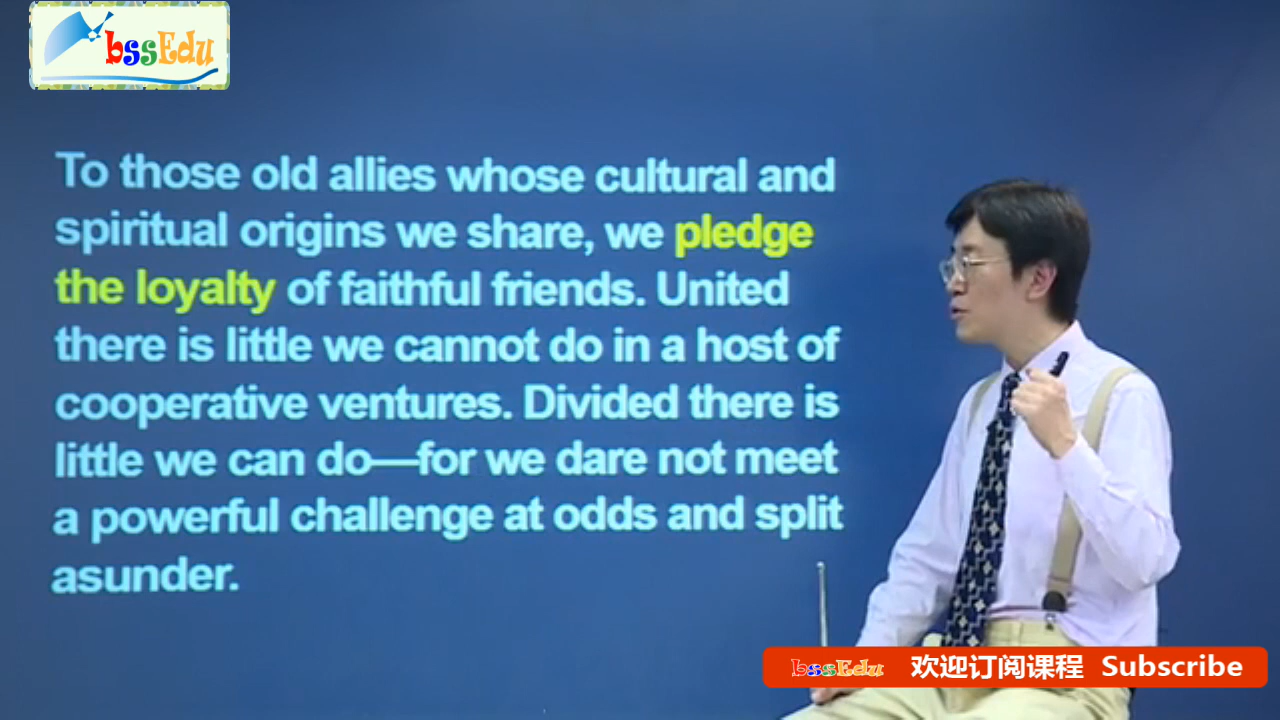 bssEdu
To those old allies whose cultural and
spiritual origins we share, we pledge
the loyalty of faithful friends. United
there is little we cannot do in a host of
cooperative ventures. Divided there is
little we can do—for we dare not meet
a powerful challenge at odds and split
asunder.
bssEdu 欢迎订阅课程 Subscribe